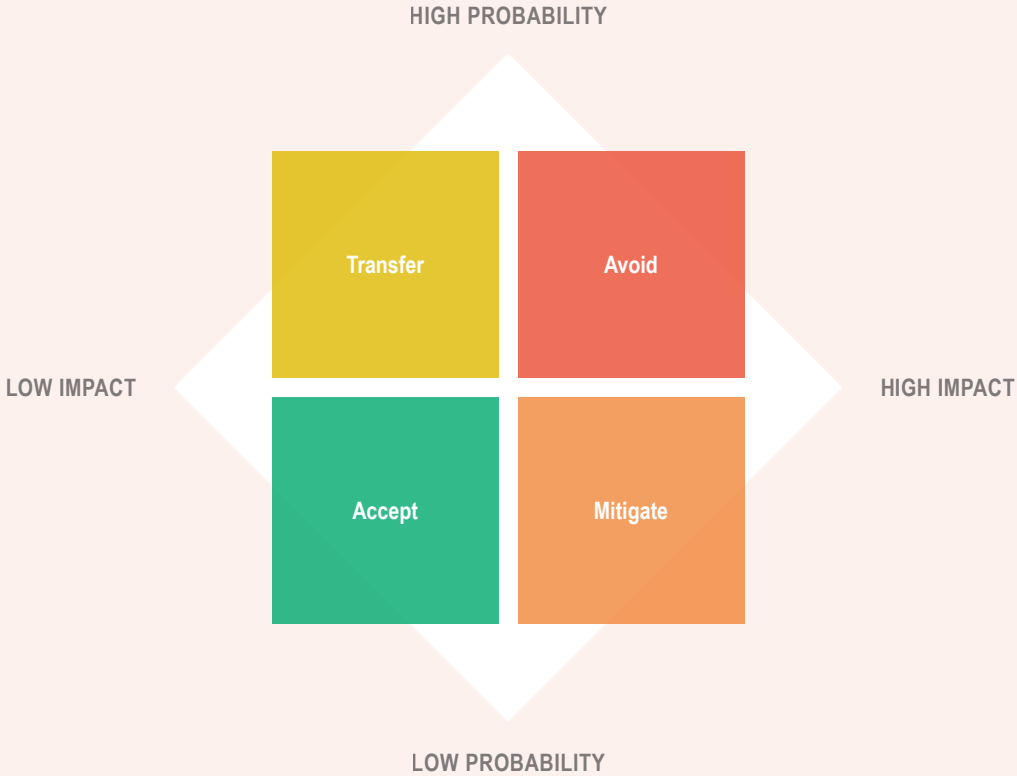 HIGH PROBABILITY
Transfer
Avoid
LOW IMPACT
HIGH IMPACT
Accept
Mitigate
LOW PROBABILITY